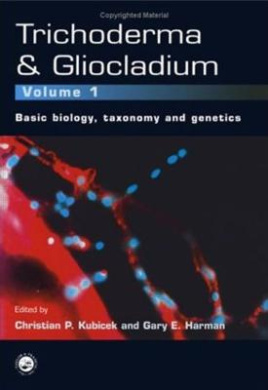 Copyrighted Material
Trichoderma
& Gliocladium
Volume 1
Basic biology, taxonomy and genetics
Edited by
Christian P. Kubicek and Gary E. Harman